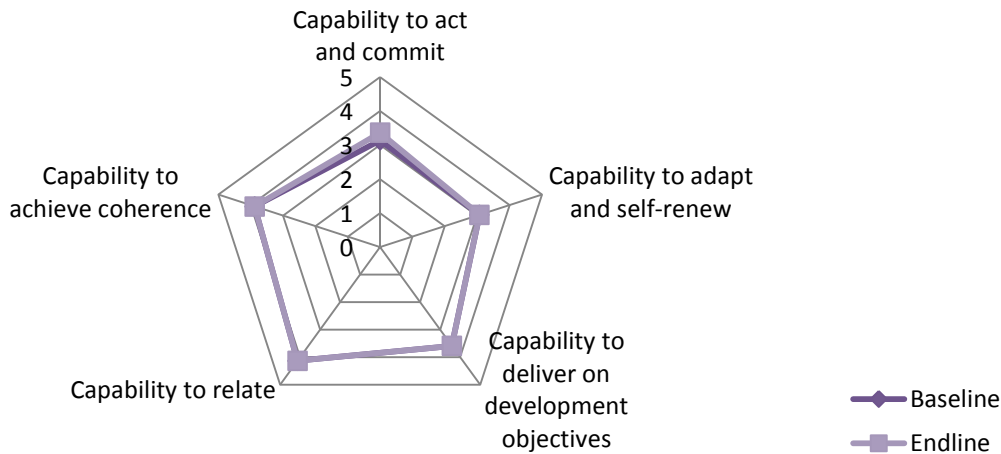 Capability to act
and commit
5
4
3
2
1
0
Capability to adapt
and self-renew
Capability to
deliver on
development
objectives
Capability to relate
Capability to
achieve coherence
Baseline
Endline